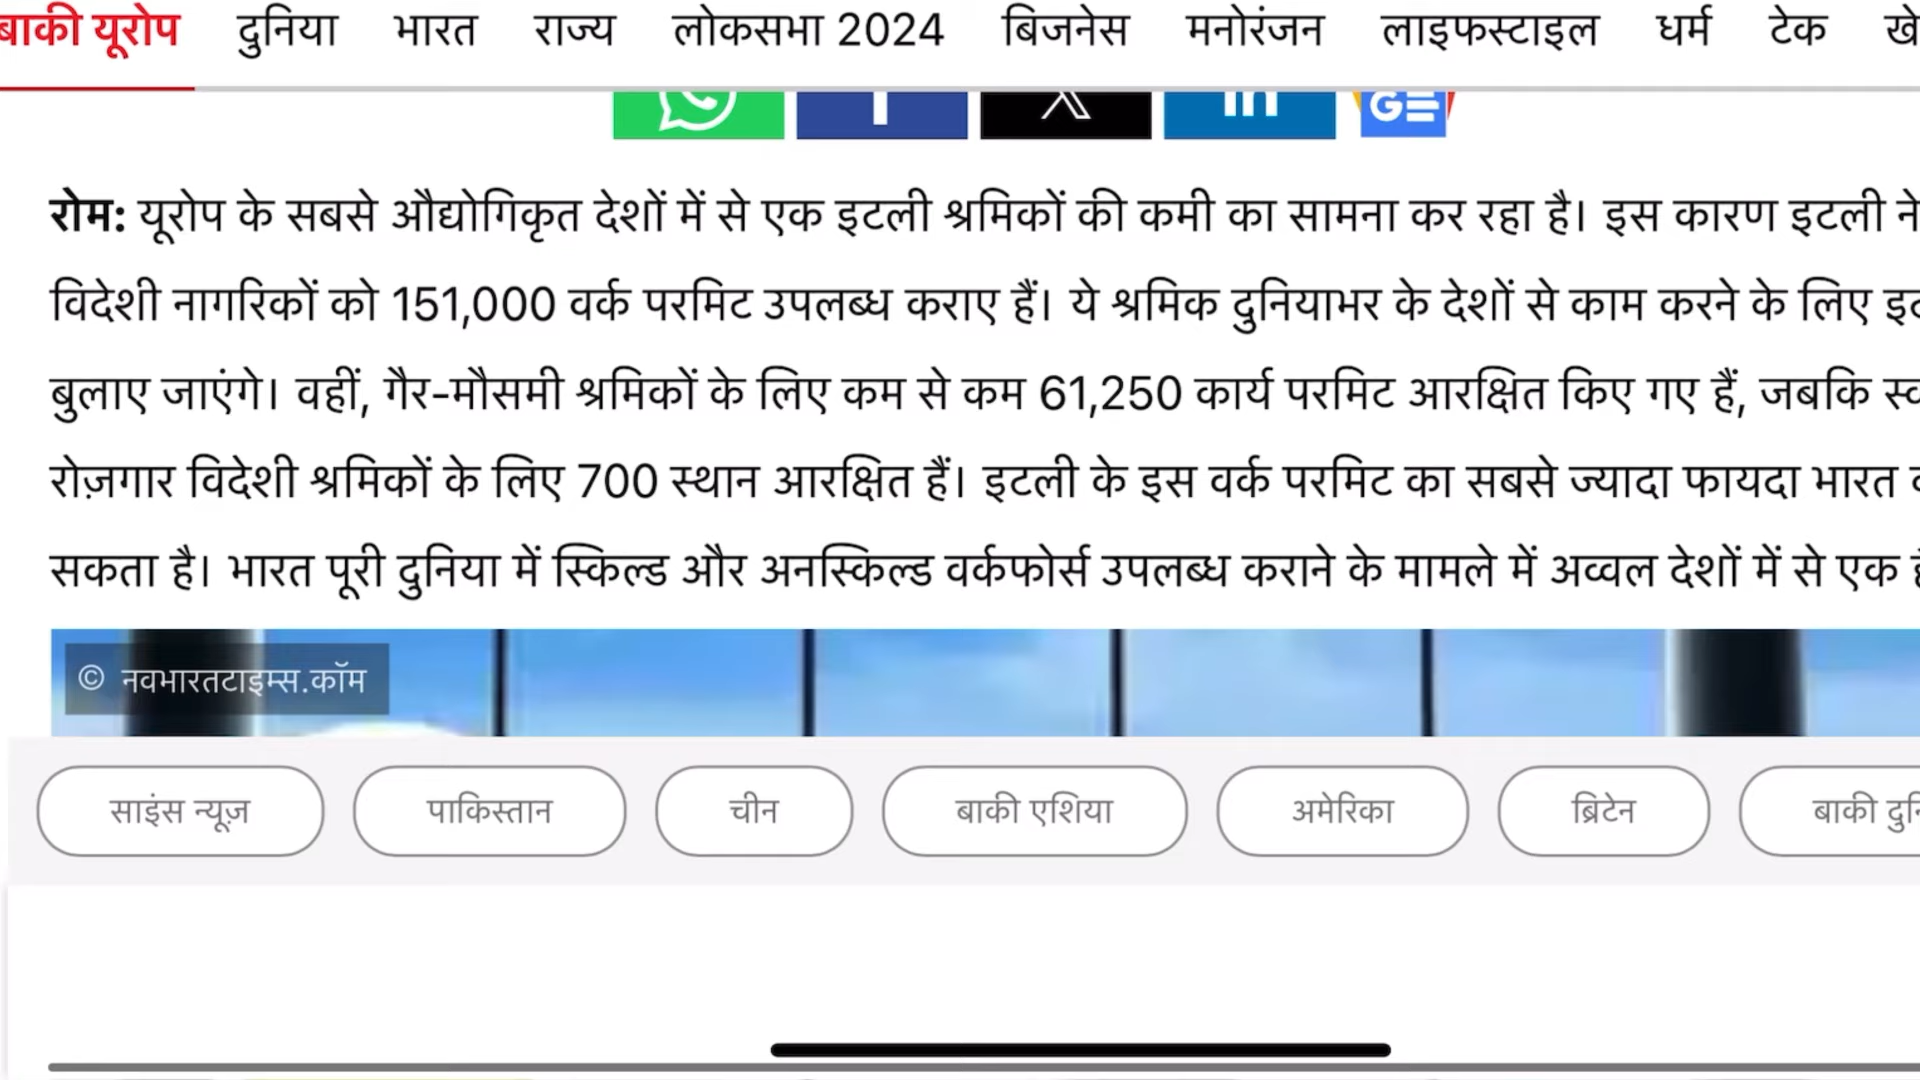 बाकी यूरोप दुनिया भारत राज्य लोकसभा 2024 बिजनेस मनोरंजन लाइफस्टाइल धर्म टेक
रोम: यूरोप के सबसे औद्योगिकृत देशों में से एक इटली श्रमिकों की कमी का सामना कर रहा है। इस कारण इटली ने
विदेशी नागरिकों को 151,000 वर्क परमिट उपलब्ध कराए हैं। ये श्रमिक दुनियाभर के देशों से काम करने के लिए
बुलाए जाएंगे। वहीं, गैर-मौसमी श्रमिकों के लिए कम से कम 61,250 कार्य परमिट आरक्षित किए गए हैं, जबकि
रोज़गार विदेशी श्रमिकों के लिए 700 स्थान आरक्षित हैं। इटली के इस वर्क परमिट का सबसे ज्यादा फायदा भारत
सकता है। भारत पूरी दुनिया में स्किल्ड और अनस्किल्ड वर्कफोर्स उपलब्ध कराने के मामले में अव्वल देशों में से एक
© नवभारतटाइम्स.कॉम
साइंस न्यूज़ पाकिस्तान चीन बाकी एशिया अमेरिका ब्रिटेन बाकी